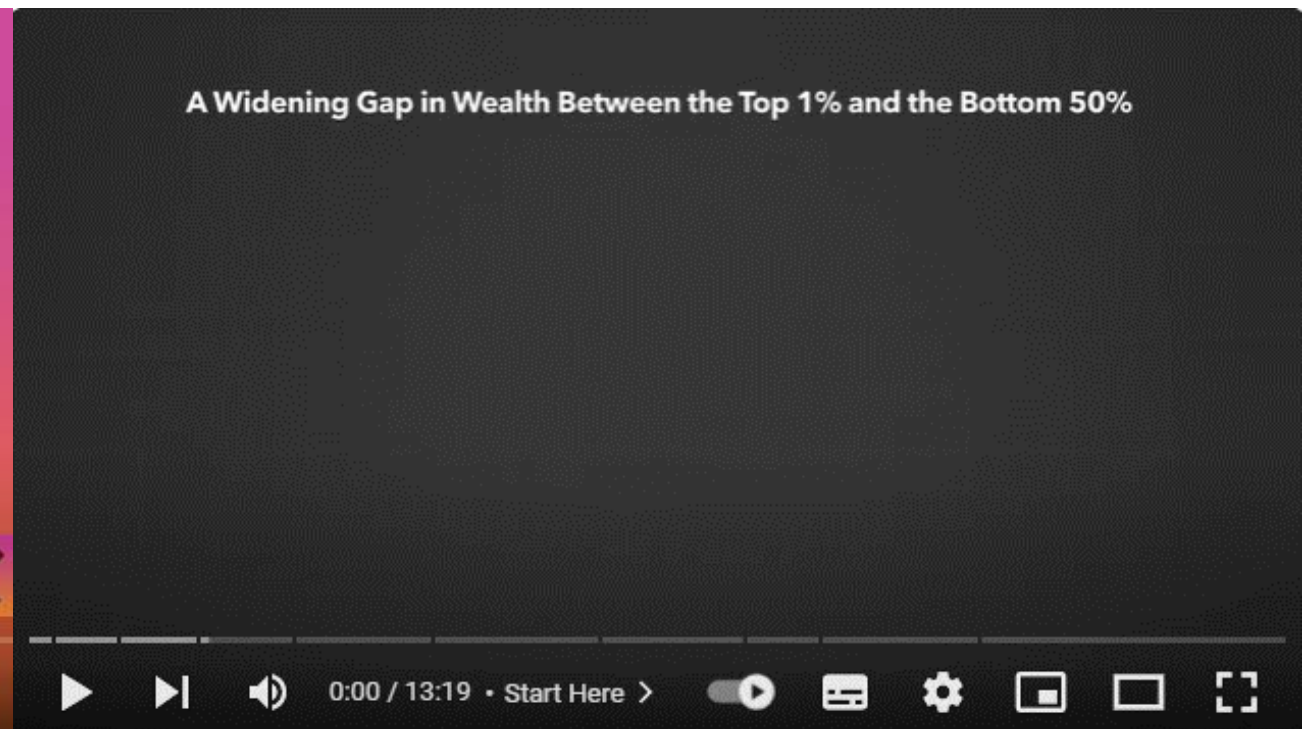 A Widening Gap in Wealth Between the Top 1% and the Bottom 50%
0:00 / 13:19 • Start Here >